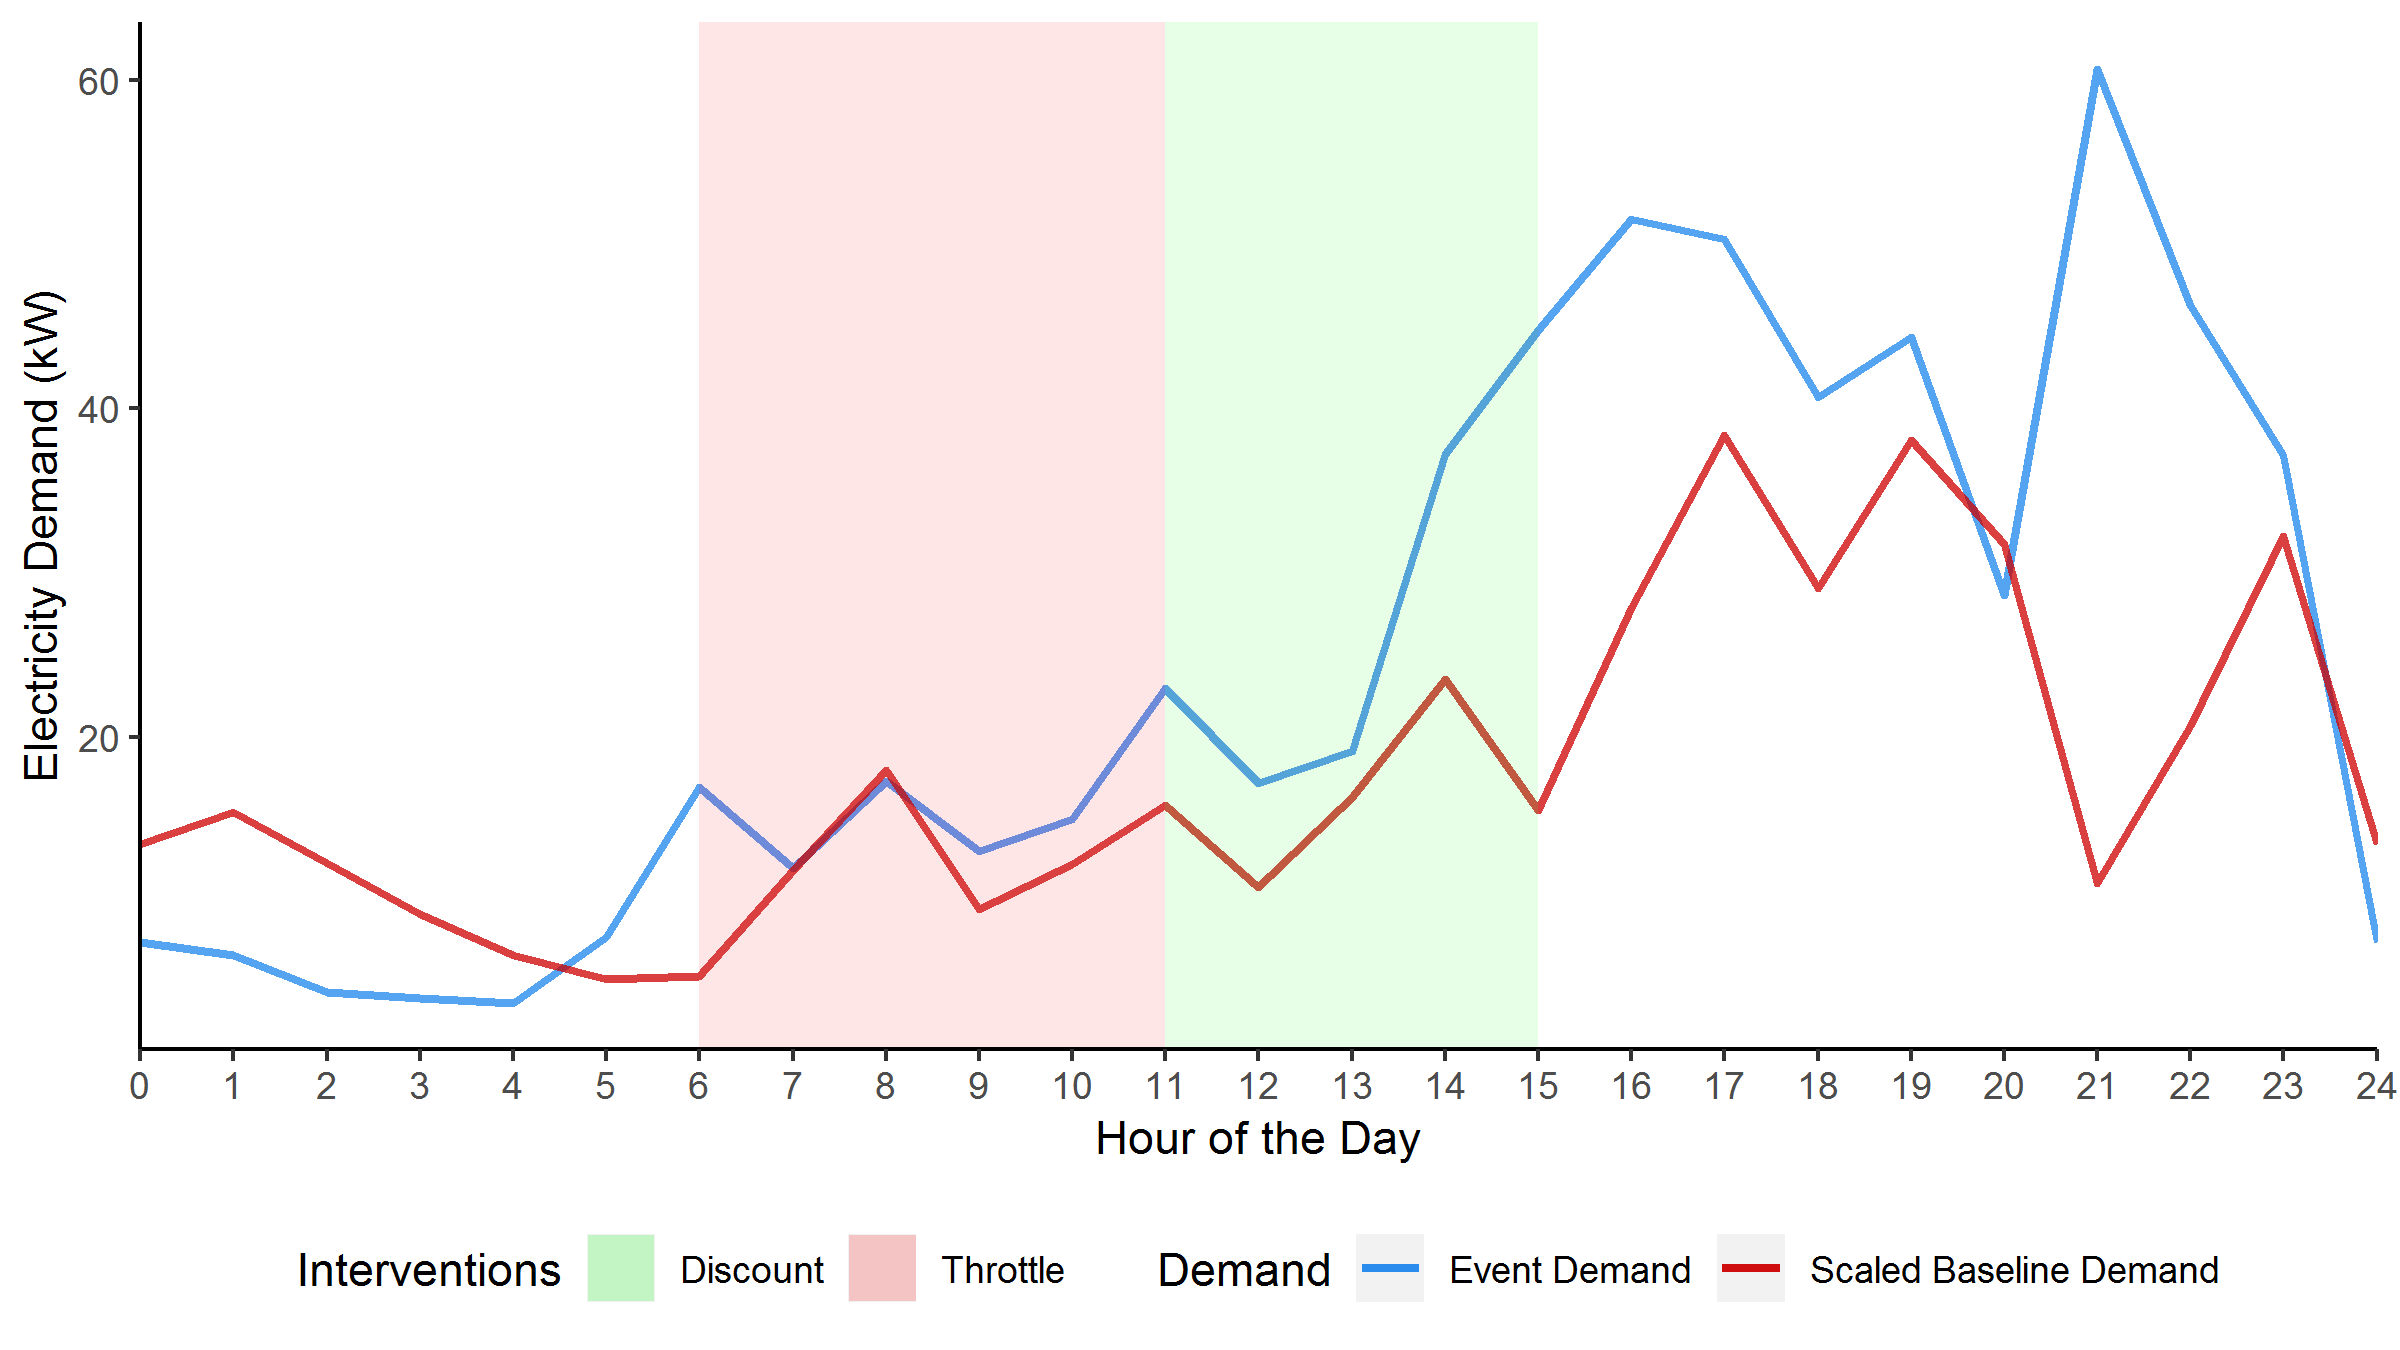 Electricity Demand (kW)
60
40
20
0 1 2 3 4 5 6 7 8 9 10 11 12 13 14 15 16 17 18 19 20 21 22 23 24
Hour of the Day
Interventions Discount Throttle Demand Event Demand Scaled Baseline Demand